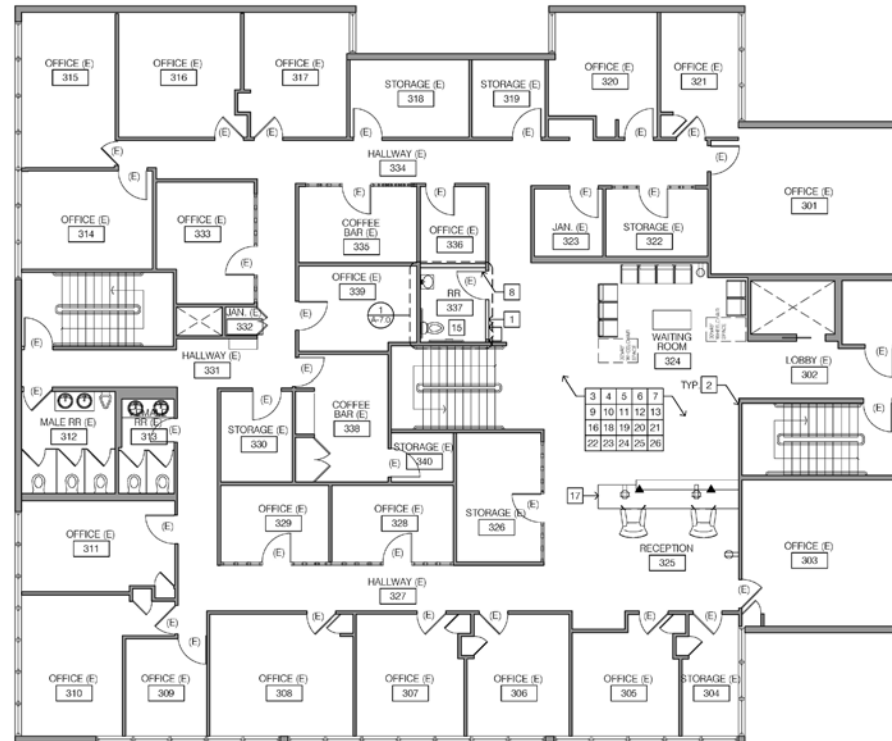 OFFICE (E)
315
OFFICE (E)
316
OFFICE (E)
317
STORAGE (E)
318
STORAGE (E)
319
OFFICE (E)
320
OFFICE (E)
321
(E)
(E)
(E)
(E)
(E)
(E)
(E)
HALLWAY (E)
334
(E)
OFFICE (E)
301
(E)
(E)
(E)
(E)
(E)
OFFICE (E)
314
OFFICE (E)
333
COFFEE
BAR (E)
335
OFFICE (E)
336
JAN. (E)
323
STORAGE (E)
322
(E)
OFFICE (E)
339
(E)
RR
337
8
1
A-7.0
15
1
JAN. (E)
332
(E)
(E)
HALLWAY (E)
331
WAITING
ROOM
324
LOBBY (E)
302
(E)
TYP
2
3 4 5 6 7
9 10 11 12 13
16 18 19 20 21
22 23 24 25 26
(E)
(E)
(E)
(E)
MALE RR (E)
312
RR (E)
313
(E)
STORAGE (E)
330
COFFEE
BAR (E)
338
STORAGE (E)
340
(E)
STORAGE (E)
326
(E)
17
RECEPTION
325
OFFICE (E)
311
(E)
OFFICE (E)
329
OFFICE (E)
328
(E)
(E)
OFFICE (E)
303
HALLWAY (E)
327
(E)
(E)
(E)
(E)
(E)
(E)
(E)
(E)
OFFICE (E)
310
OFFICE (E)
309
OFFICE (E)
308
OFFICE (E)
307
OFFICE (E)
306
OFFICE (E)
305
STORAGE (E)
304